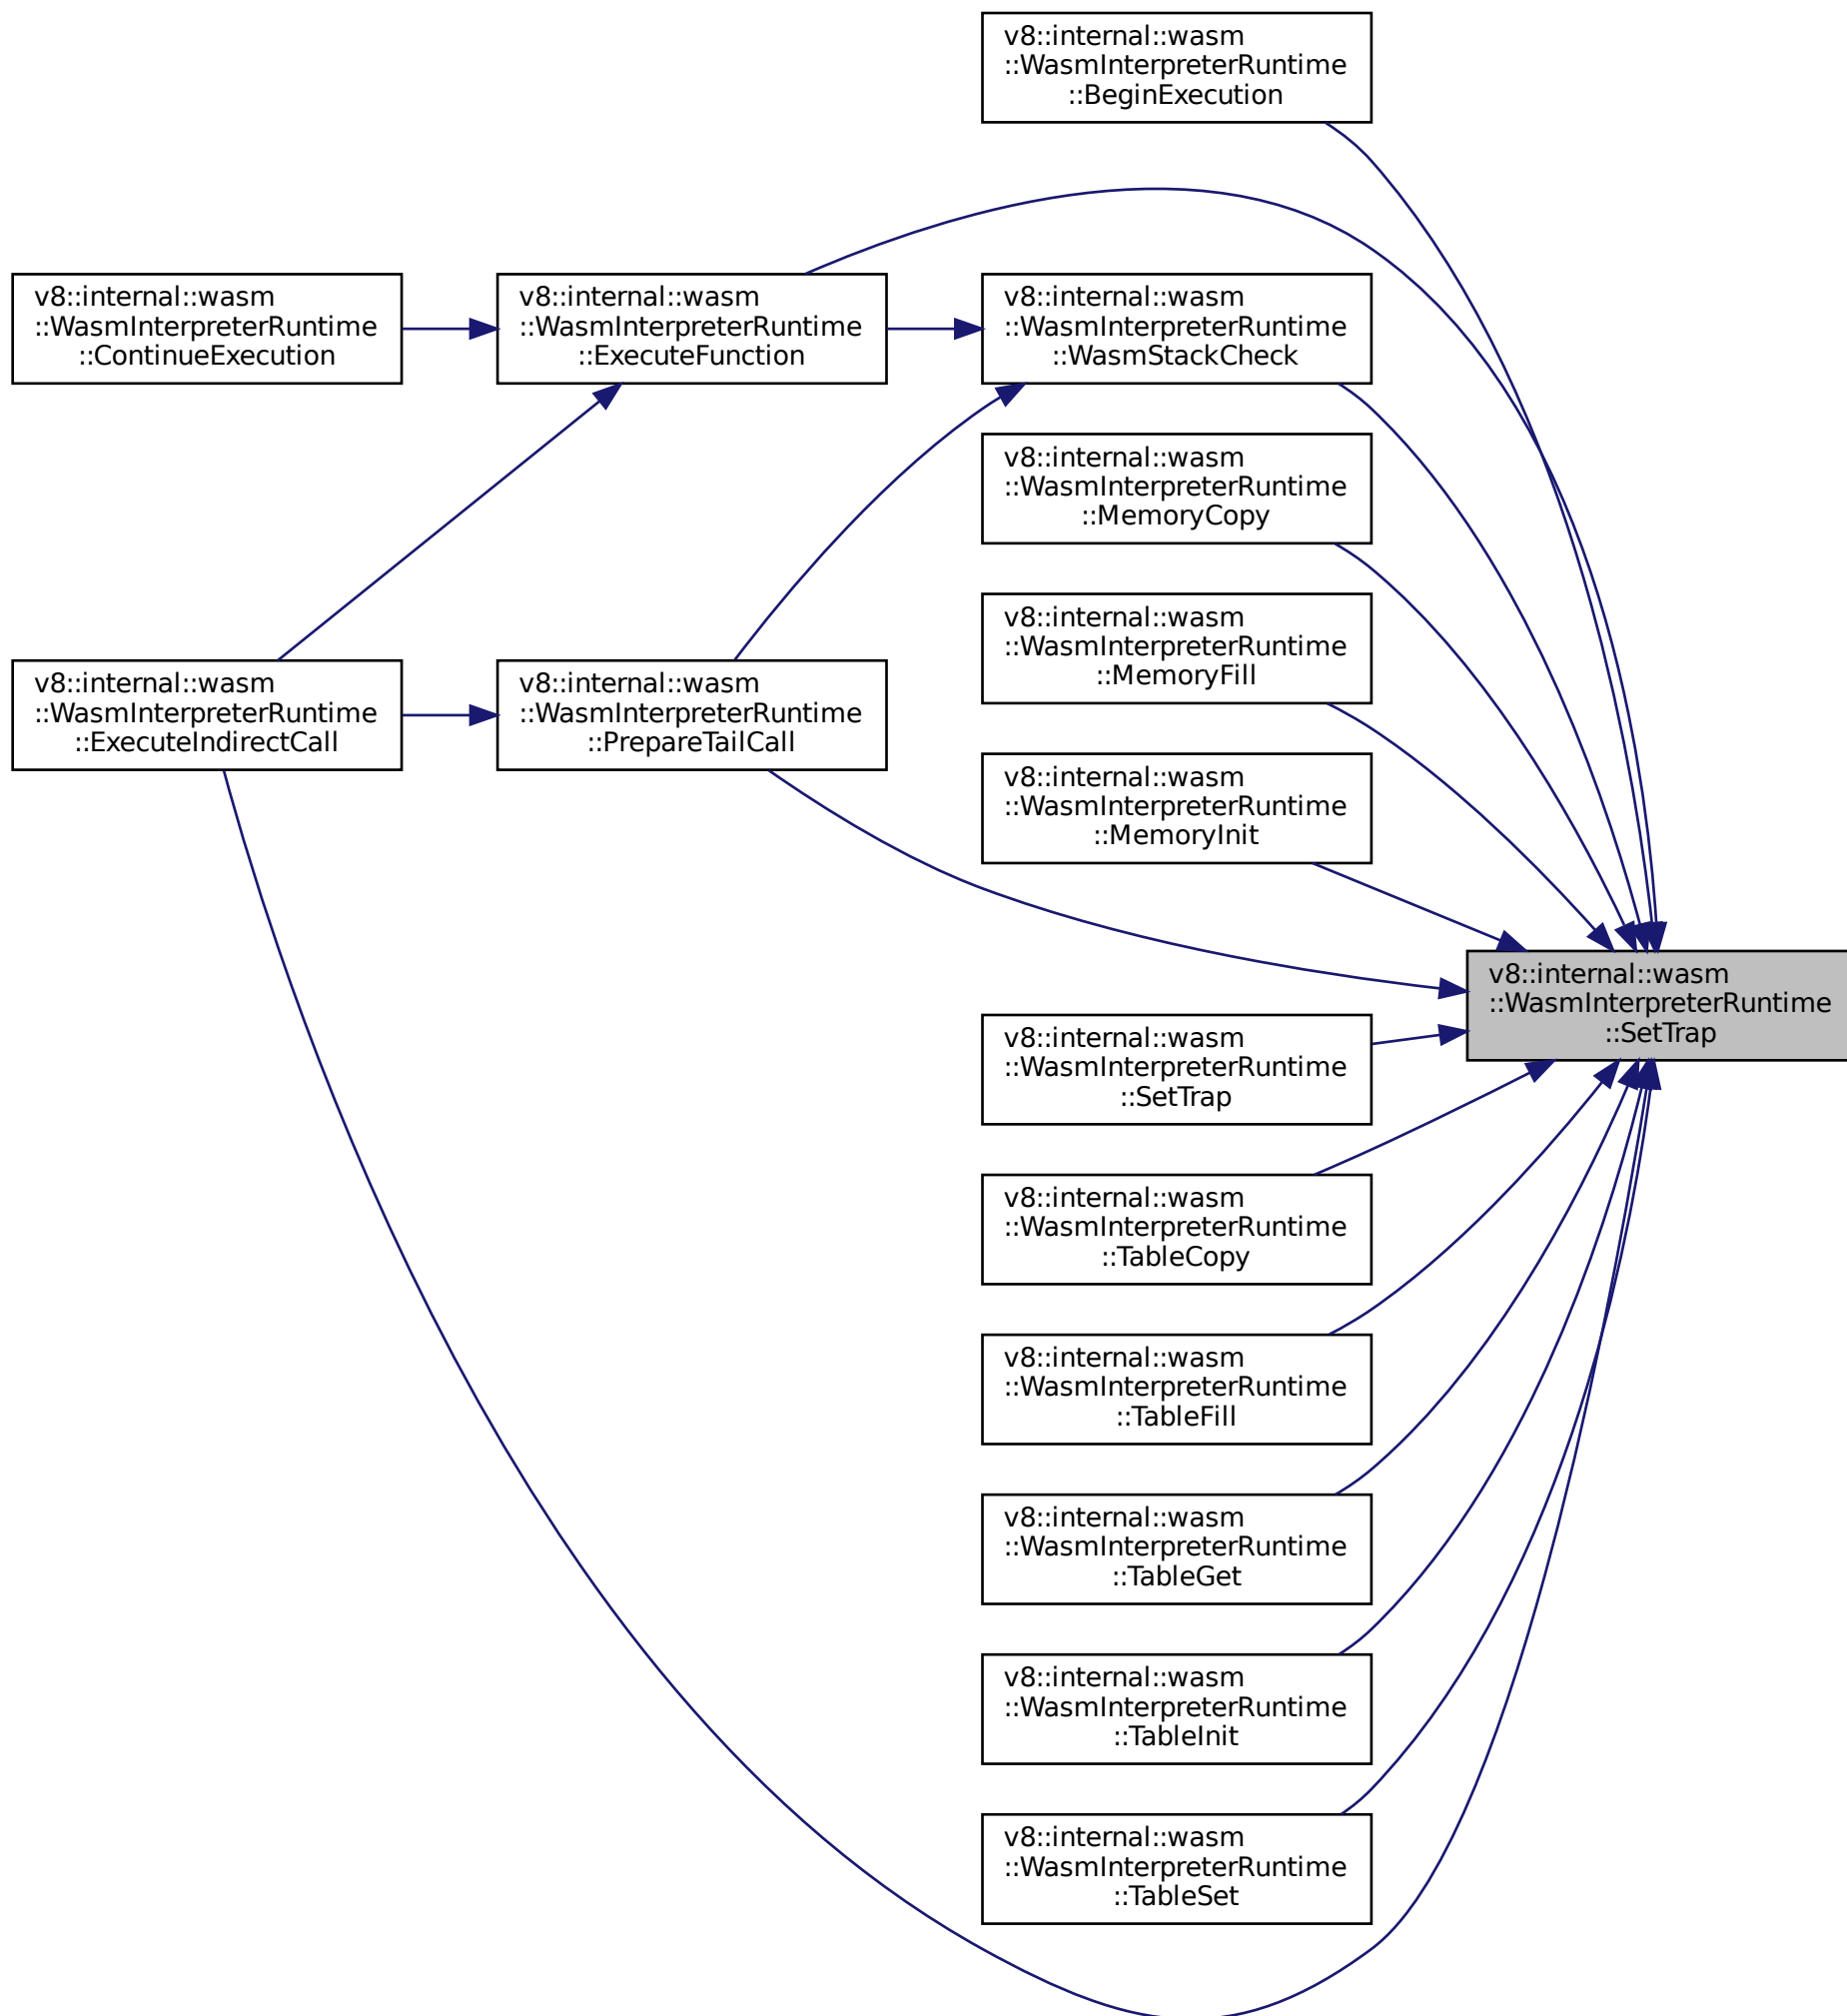 v8::internal::wasm
::WasmInterpreterRuntime
::BeginExecution
v8::internal::wasm
::WasmInterpreterRuntime
::ContinueExecution
v8::internal::wasm
::WasmInterpreterRuntime
::ExecuteFunction
v8::internal::wasm
::WasmInterpreterRuntime
::WasmStackCheck
v8::internal::wasm
::WasmInterpreterRuntime
::MemoryCopy
v8::internal::wasm
::WasmInterpreterRuntime
::MemoryFill
v8::internal::wasm
::WasmInterpreterRuntime
::ExecuteIndirectCall
v8::internal::wasm
::WasmInterpreterRuntime
::PrepareTailCall
v8::internal::wasm
::WasmInterpreterRuntime
::MemoryInit
v8::internal::wasm
::WasmInterpreterRuntime
::SetTrap
v8::internal::wasm
::WasmInterpreterRuntime
::SetTrap
v8::internal::wasm
::WasmInterpreterRuntime
::TableCopy
v8::internal::wasm
::WasmInterpreterRuntime
::TableFill
v8::internal::wasm
::WasmInterpreterRuntime
::TableGet
v8::internal::wasm
::WasmInterpreterRuntime
::TableInit
v8::internal::wasm
::WasmInterpreterRuntime
::TableSet